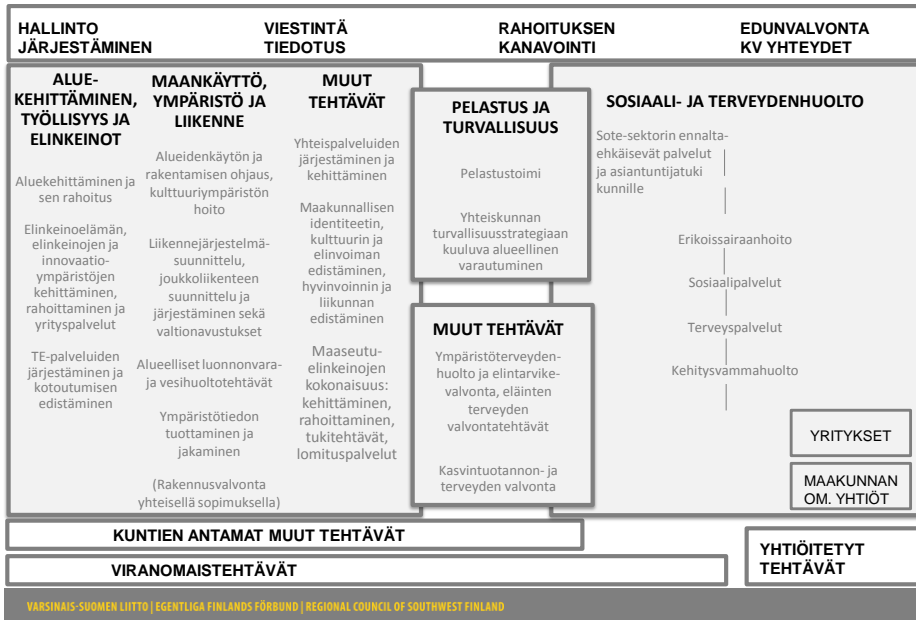 HALLINTO
JÄRJESTÄMINEN
VIESTINTÄ
TIEDOTUS
RAHOITUKSEN
KANAVOINTI
EDUNVALVONTA
KV YHTEYDET
ALUE-
KEHITTÄMINEN,
TYÖLLISYYS JA
ELINKEINOT
Aluekehittäminen ja
sen rahoitus
Elinkeinoelämän,
elinkeinojen ja
innovaatio-
ympäristöjen
kehittäminen,
rahoittaminen ja
yrityspalvelut
TE-palveluiden
järjestäminen ja
kotoutumisen
edistäminen
MAANKÄYTTÖ,
YMPÄRISTÖ JA
LIIKENNE
Alueidenkäytön ja
rakentamisen ohjaus,
kulttuuriympäristön
hoito
Liikennejärjestelmä-
suunnittelu,
joukkoliikenteen
suunnittelu ja
järjestäminen sekä
valtionavustukset
Alueelliset luonnonvara-
ja vesihuoltotehtävät
Ympäristötiedon
tuottaminen ja
jakaminen
(Rakennusvalvonta
yhteisellä sopimuksella)
MUUT
TEHTÄVÄT
Yhteispalveluiden
järjestäminen ja
kehittäminen
Maakunnallisen
identiteetin,
kulttuurin ja
elinvoiman
edistäminen,
hyvinvoinnin ja
liikunnan
edistäminen
Maaseutu-
elinkeinojen
kokonaisuus:
kehittäminen,
rahoittaminen,
tukitehtävät,
lomituspalvelut
PELASTUS JA
TURVALLISUUS
Pelastustoimi
Yhteiskunnan
turvallisuusstrategiaan
kuuluva alueellinen
varautuminen
MUUT TEHTÄVÄT
Ympäristöterveyden-
huolto ja elintarvike-
valvonta, eläinten
terveyden
valvontatehtävät
Kasvintuotannon- ja
terveyden valvonta
SOSIAALI- JA TERVEYDENHUOLTO
Sote-sektorin ennalta-
ehkäisevät palvelut
ja asiantuntijatuki
kunnille
Erikoissairaanhoito
Sosiaalipalvelut
Terveyspalvelut
Kehitysvammahuolto
YRITYKSET
MAAKUNNAN
OM. YHTIÖT
KUNTIEN ANTAMAT MUUT TEHTÄVÄT
VIRANOMAISTEHTÄVÄT
YHTIÖITETYT
TEHTÄVÄT
VARSINAIS-SUOMEN LIITTO | EGENTLIGA FINLANDS FÖRBUND | REGIONAL COUNCIL OF SOUTHWEST FINLAND